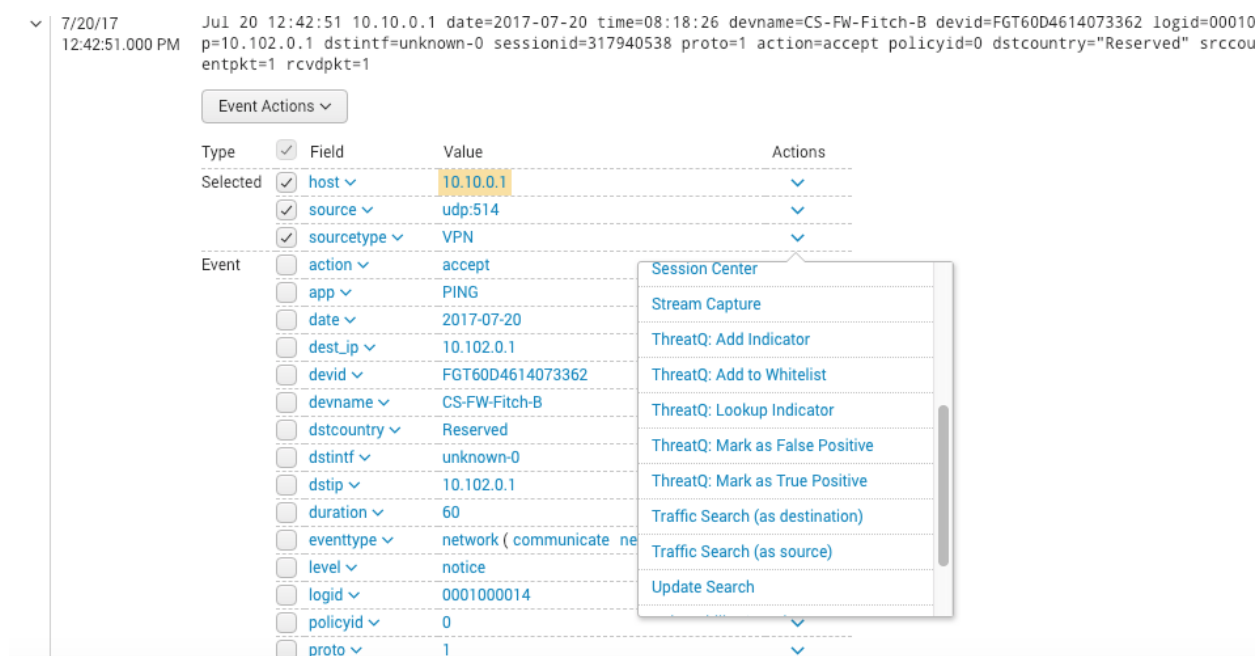 7/20/17 Jul 20 12:42:51 10.10.0.1 date=2017-07-20 time=08:18:26 devname=CS-FW-Fitch-B devid=FGT60D4614073362 logid=00010
12:42:51.000 PM p=10.102.0.1 dstintf=unknown-0 sessionid=317940538 proto=1 action=accept policyid=0 dstcountry="Reserved" srccou
entpkt=1 rcvdpkt=1
Event Actions
Type Field Value Actions
Selected host 10.10.0.1
source udp:514
sourcetype VPN
Event action accept
app PING
date 2017-07-20
dest_ip 10.102.0.1
devid FGT60D4614073362
devname CS-FW-Fitch-B
dstcountry Reserved
dstintf unknown-0
dstip 10.102.0.1
duration 60
eventtype network ( communicate ne
level notice
logid 0001000014
policyid 0
proto 1
Session Center
Stream Capture
ThreatQ: Add Indicator
ThreatQ: Add to Whitelist
ThreatQ: Lookup Indicator
ThreatQ: Mark as False Positive
ThreatQ: Mark as True Positive
Traffic Search (as destination)
Traffic Search (as source)
Update Search